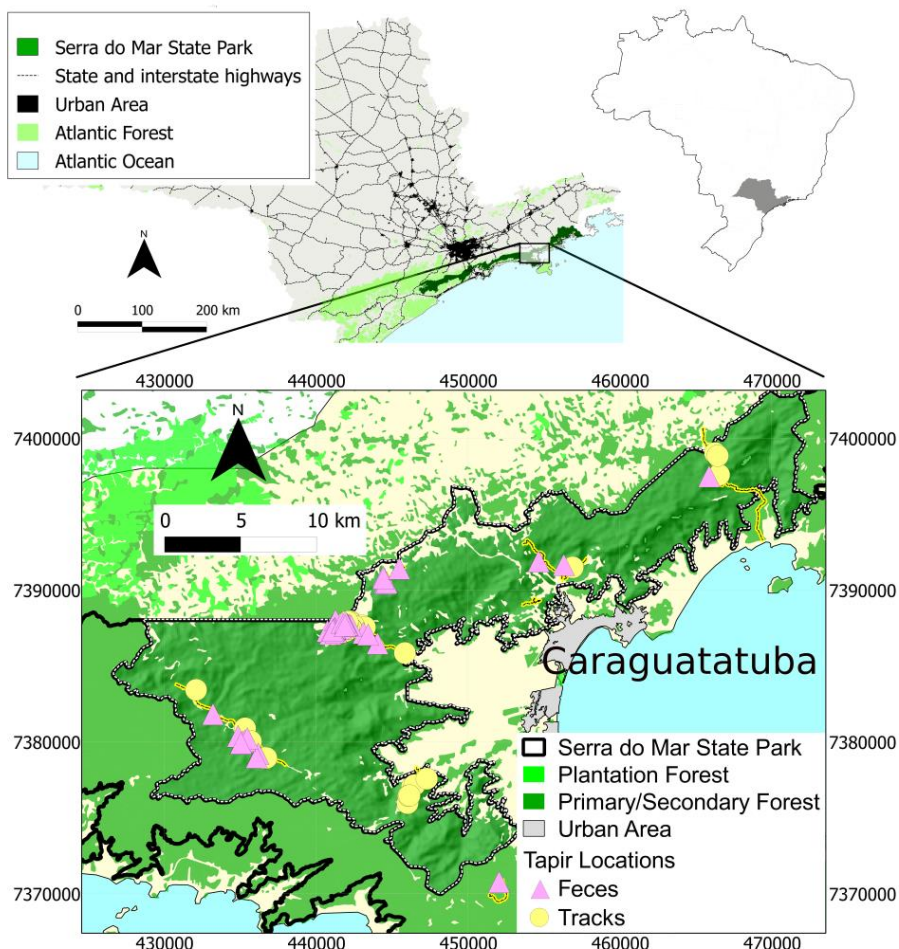 Serra do Mar State Park
State and interstate highways
Urban Area
Atlantic Forest
Atlantic Ocean
N
0 100 200 km
430000 440000 450000 460000 470000
7400000 7400000
N
0 5 10 km
7390000 7390000
Caraguatatuba
7380000 7380000
Serra do Mar State Park
Plantation Forest
Primary/Secondary Forest
Urban Area
Tapir Locations
Feces
Tracks
7370000 7370000
430000 440000 450000 460000 470000